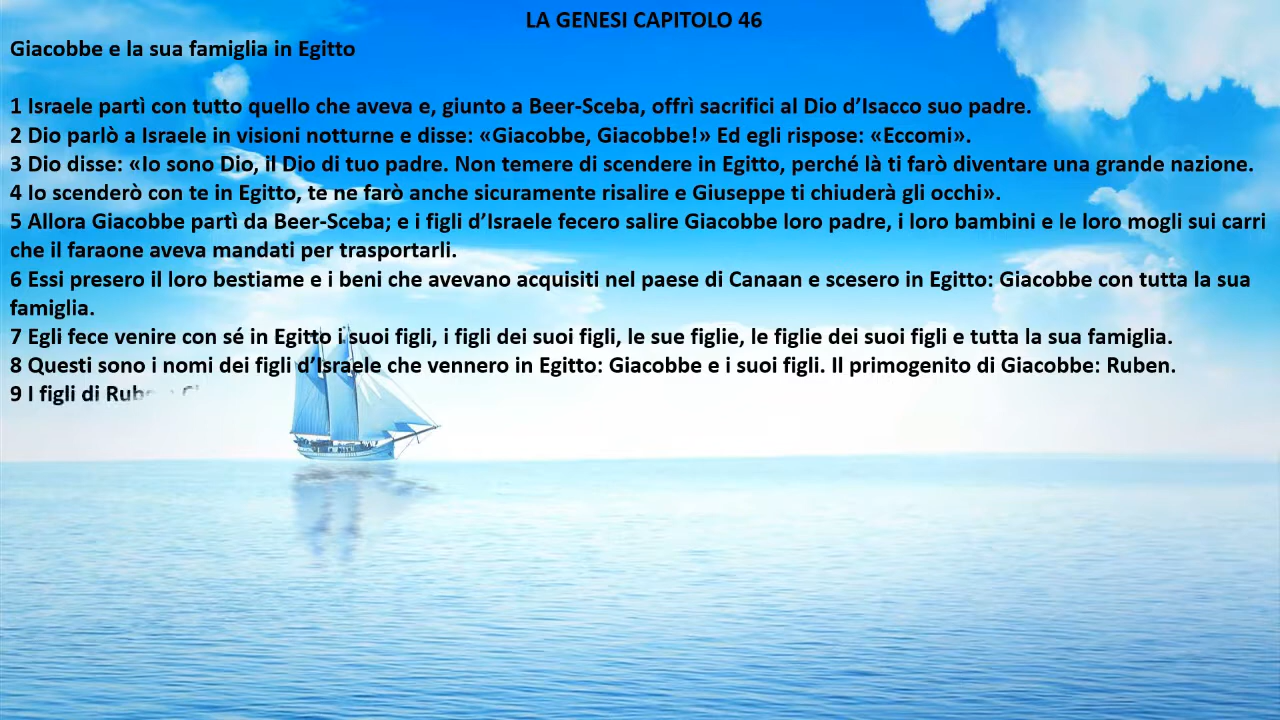 LA GENESI CAPITOLO 46
Giacobbe e la sua famiglia in Egitto
1 Israele partì con tutto quello che aveva e, giunto a Beer-Sceba, offrì sacrifici al Dio d’Isacco suo padre.
2 Dio parlò a Israele in visioni notturne e disse: «Giacobbe, Giacobbe!» Ed egli rispose: «Eccomi».
3 Dio disse: «Io sono Dio, il Dio di tuo padre. Non temere di scendere in Egitto, perché là ti farò diventare una grande nazione.
4 Io scenderò con te in Egitto, te ne farò anche sicuramente risalire e Giuseppe ti chiuderà gli occhi».
5 Allora Giacobbe partì da Beer-Sceba; e i figli d’Israele fecero salire Giacobbe loro padre, i loro bambini e le loro mogli sui carri
che il faraone aveva mandati per trasportarli.
6 Essi presero il loro bestiame e i beni che avevano acquisiti nel paese di Canaan e scesero in Egitto: Giacobbe con tutta la sua
famiglia.
7 Egli fece venire con sé in Egitto i suoi figli, i figli dei suoi figli, le sue figlie, le figlie dei suoi figli e tutta la sua famiglia.
8 Questi sono i nomi dei figli d’Israele che vennero in Egitto: Giacobbe e i suoi figli. Il primogenito di Giacobbe: Ruben.
9 I figli di